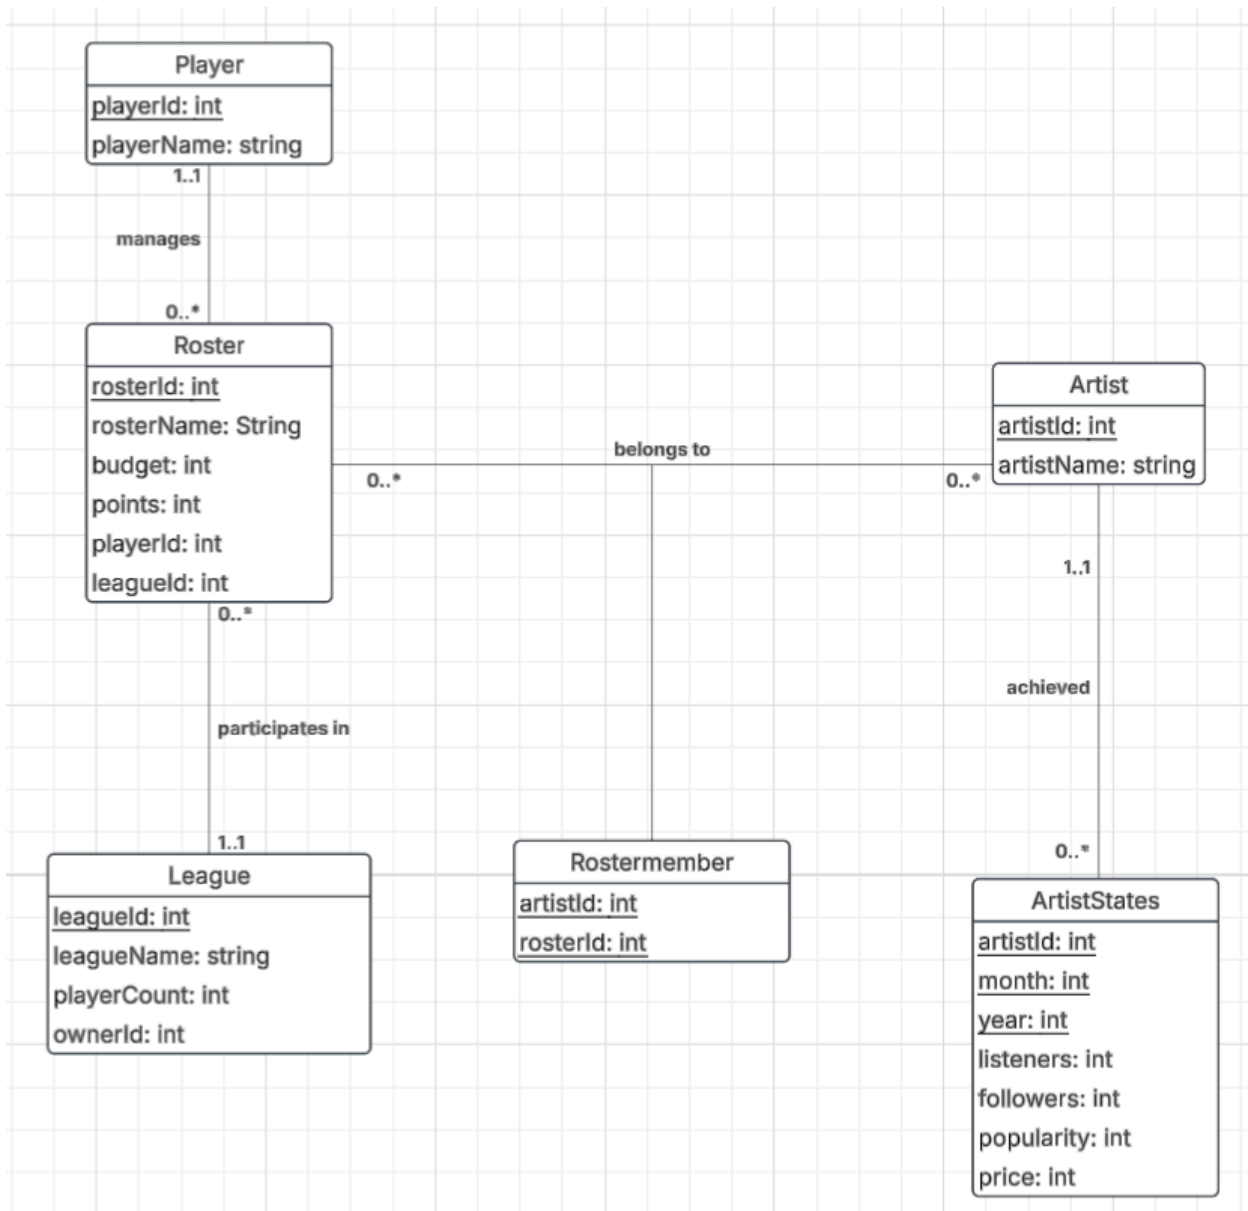 Player
playerId: int
playerName: string
1..1
manages
0..*
Roster
rosterId: int
rosterName: String
budget: int
points: int
playerId: int
leagueId: int
0..*
belongs to
0..*
Artist
artistId: int
artistName: string
0..*
participates in
1..1
League
leagueId: int
leagueName: string
playerCount: int
ownerId: int
Rostermember
artistId: int
rosterId: int
1..1
achieved
0..*
ArtistStates
artistId: int
month: int
year: int
listeners: int
followers: int
popularity: int
price: int